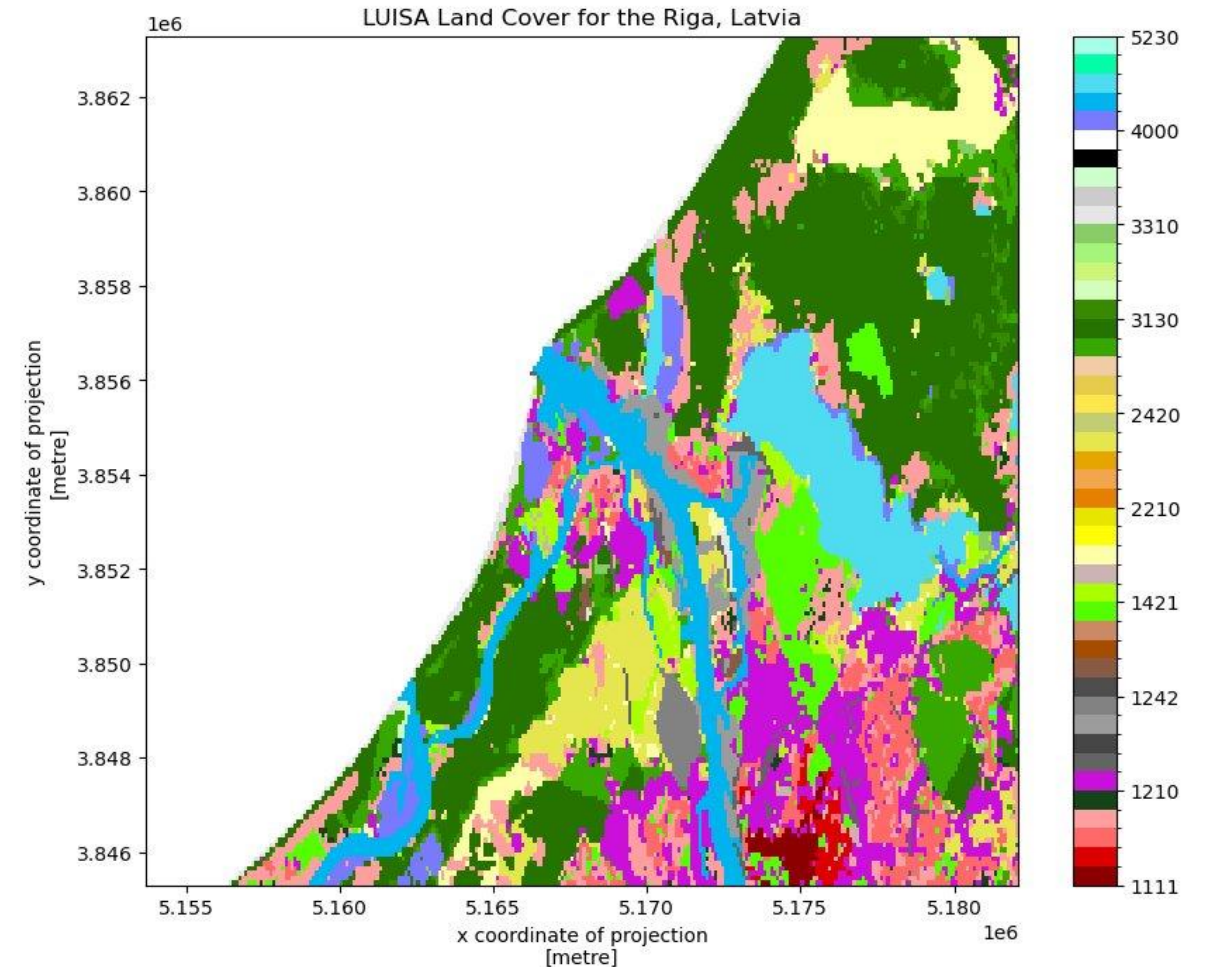 LUISA Land Cover for the Riga, Latvia
1e6
3.862
3.860
3.858
3.856
3.854
3.852
3.850
3.848
3.846
y coordinate of projection
[metre]
5.155 5.160 5.165 5.170 5.175 5.180
1e6
x coordinate of projection
[metre]
5230
4000
3310
3130
2420
2210
1421
1242
1210
1111